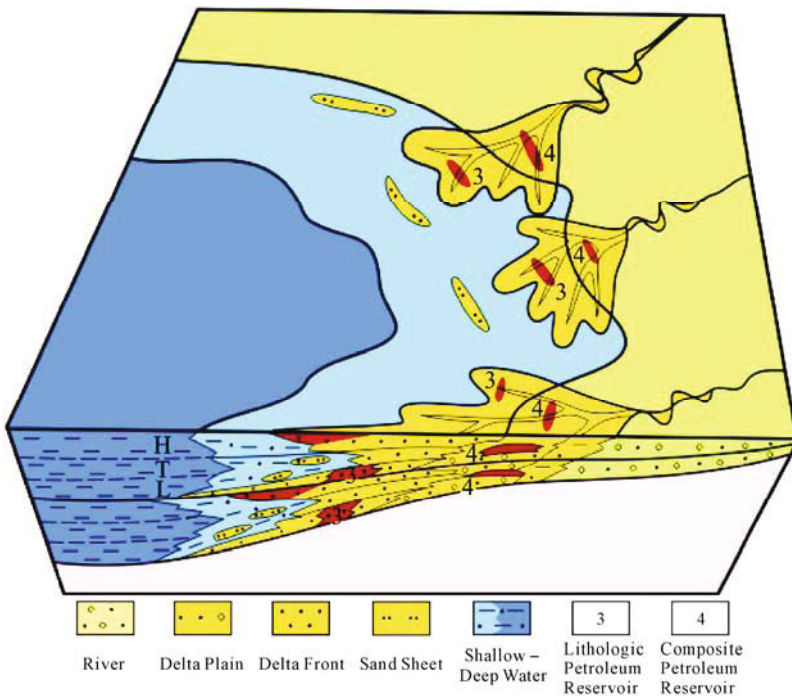 4
3
4
3
3
4
H
T
L
4
3
4
3
3
4
River
Delta Plain
Delta Front
Sand Sheet
Shallow –
Deep Water
Lithologic
Petroleum
Reservoir
Composite
Petroleum
Reservoir